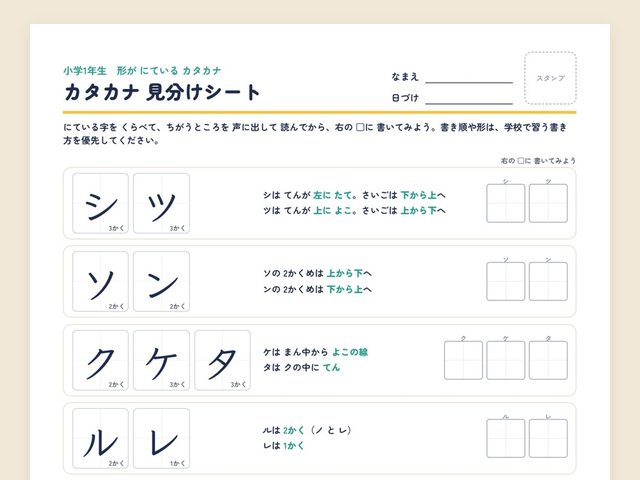 小学1年生 形が にている カタカナ
カタカナ 見分けシート
なまえ
日づけ
スタンプ
にている字を くらべて、ちがうところを 声に出して 読んでから、右の □に 書いてみよう。書き順や形は、学校で習う書き
方を優先してください。
右の □に 書いてみよう
シ ツ
3かく 3かく
シは てんが 左に たて。さいごは 下から上へ
ツは てんが 上に よこ。さいごは 上から下へ
シ ツ
ソ ン
2かく 2かく
ソの 2かくめは 上から下へ
ンの 2かくめは 下から上へ
ソ ン
ク ケ タ
2かく 3かく 3かく
ケは まん中から よこの線
タは クの中に てん
ク ケ タ
ル レ
2かく 1かく
ルは 2かく（ノ と レ）
レは 1かく
ル レ